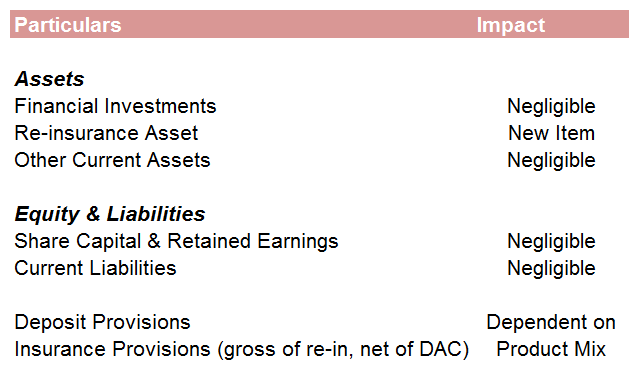 Particulars Impact
Assets
Financial Investments Negligible
Re-insurance Asset New Item
Other Current Assets Negligible
Equity & Liabilities
Share Capital & Retained Earnings Negligible
Current Liabilities Negligible
Deposit Provisions Dependent on
Insurance Provisions (gross of re-in, net of DAC) Product Mix